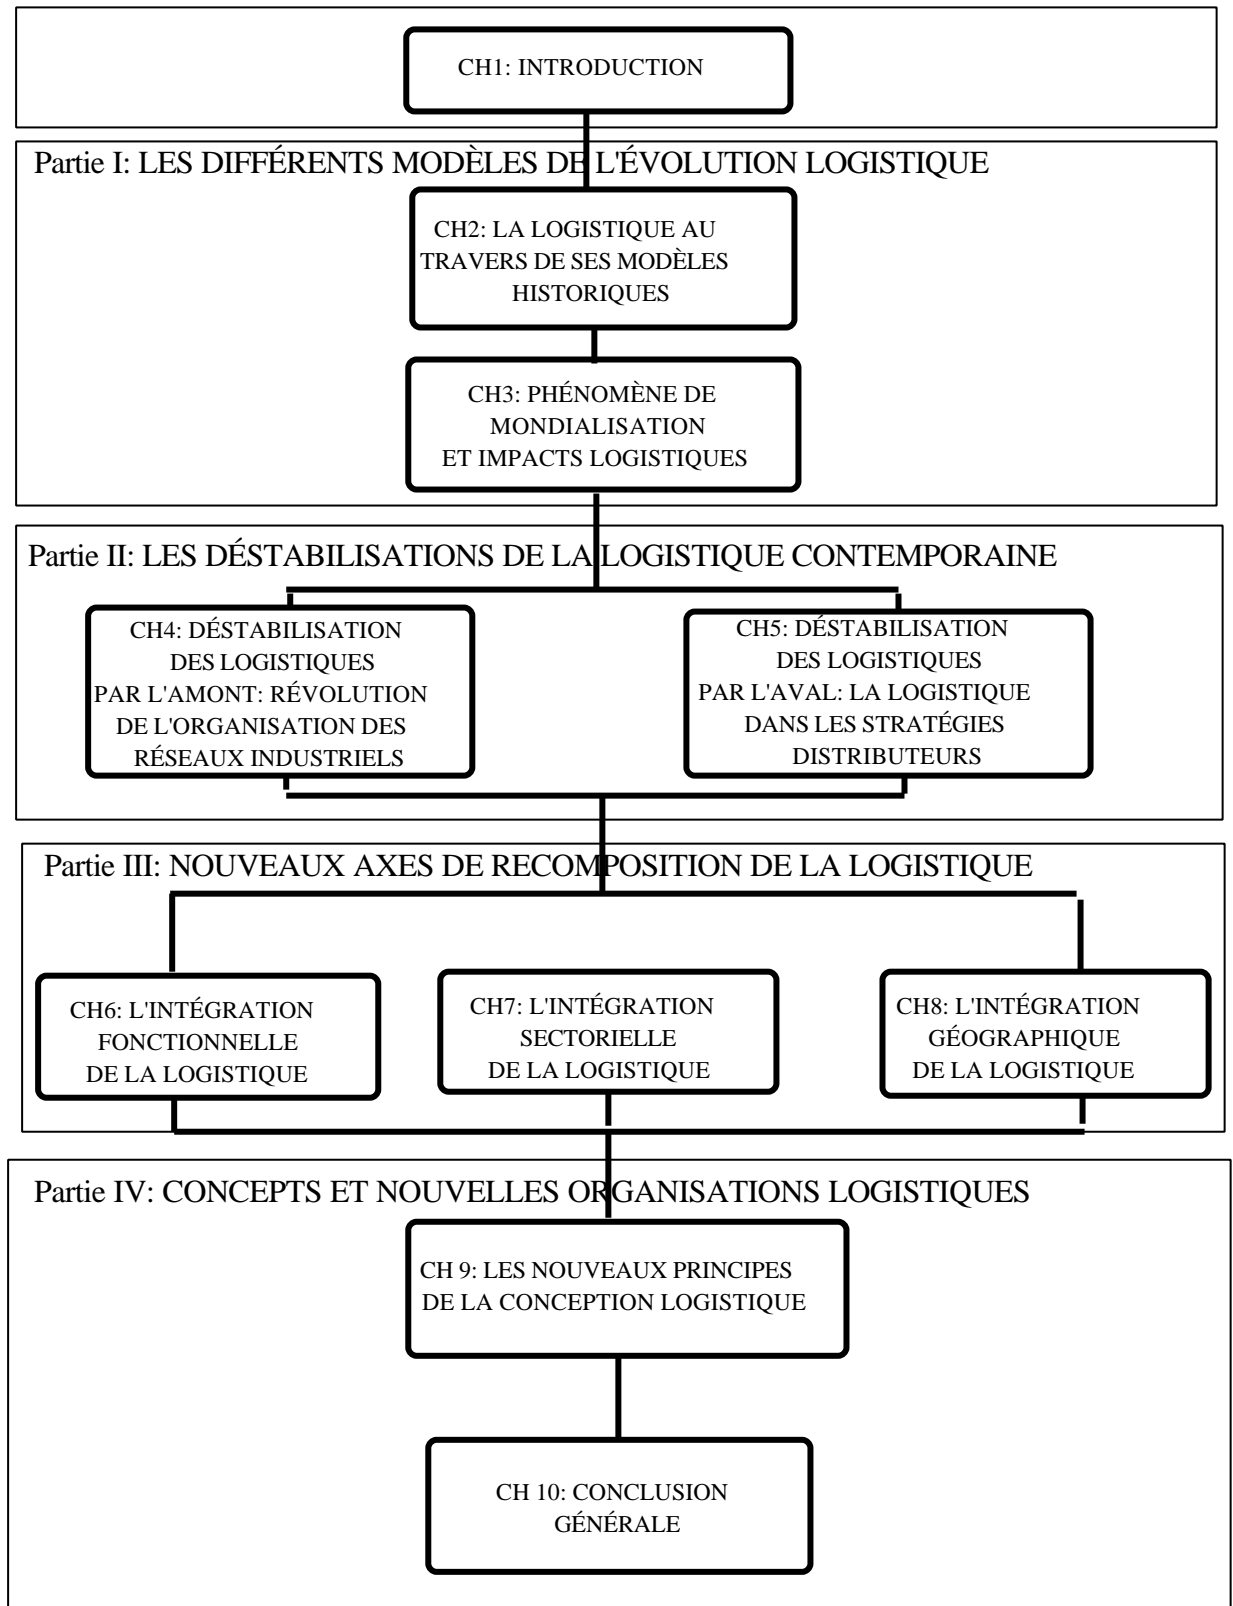 CH1: INTRODUCTION
Partie I: LES DIFFÉRENTS MODÈLES DE L'ÉVOLUTION LOGISTIQUE
CH2: LA LOGISTIQUE AU
TRAVERS DE SES MODÈLES
HISTORIQUES
CH3: PHÉNOMÈNE DE
MONDIALISATION
ET IMPACTS LOGISTIQUES
Partie II: LES DÉSTABILISATIONS DE LA LOGISTIQUE CONTEMPORAINE
CH4: DÉSTABILISATION
DES LOGISTIQUES
PAR L'AMONT: RÉVOLUTION
DE L'ORGANISATION DES
RÉSEAUX INDUSTRIELS
CH5: DÉSTABILISATION
DES LOGISTIQUES
PAR L'AVAL: LA LOGISTIQUE
DANS LES STRATÉGIES
DISTRIBUTEURS
Partie III: NOUVEAUX AXES DE RECOMPOSITION DE LA LOGISTIQUE
CH6: L'INTÉGRATION
FONCTIONNELLE
DE LA LOGISTIQUE
CH7: L'INTÉGRATION
SECTORIELLE
DE LA LOGISTIQUE
CH8: L'INTÉGRATION
GÉOGRAPHIQUE
DE LA LOGISTIQUE
Partie IV: CONCEPTS ET NOUVELLES ORGANISATIONS LOGISTIQUES
CH 9: LES NOUVEAUX PRINCIPES
DE LA CONCEPTION LOGISTIQUE
CH 10: CONCLUSION
GÉNÉRALE